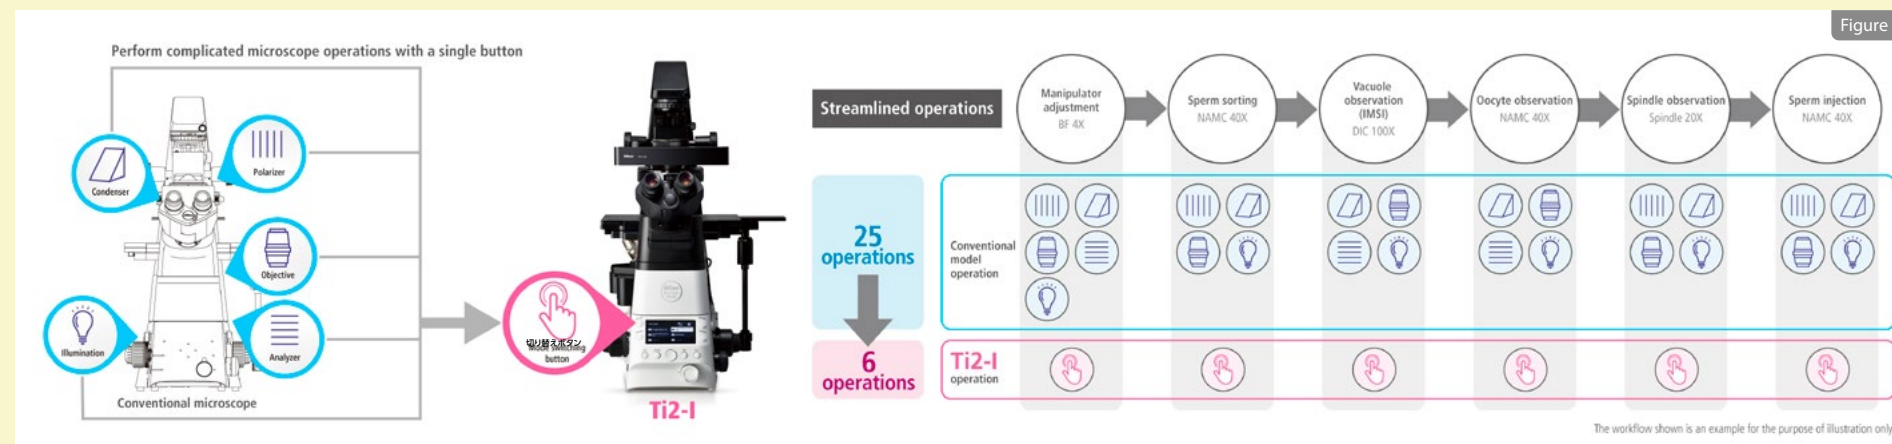 Figure
Perform complicated microscope operations with a single button
Condenser
Polarizer
Objective
Illumination
Analyzer
Conventional microscope
切り替えボタン
Mode switching
button
Ti2-I
Streamlined operations
Manipulator
adjustment
BF 4X
Sperm sorting
NAMC 40X
Vacuole
observation
(IMSI)
DIC 100X
Oocyte observation
NAMC 40X
Spindle observation
Spindle 20X
Sperm injection
NAMC 40X
25
operations
Conventional
model
operation
6
operations
Ti2-I
operation
The workflow shown is an example for the purpose of illustration only